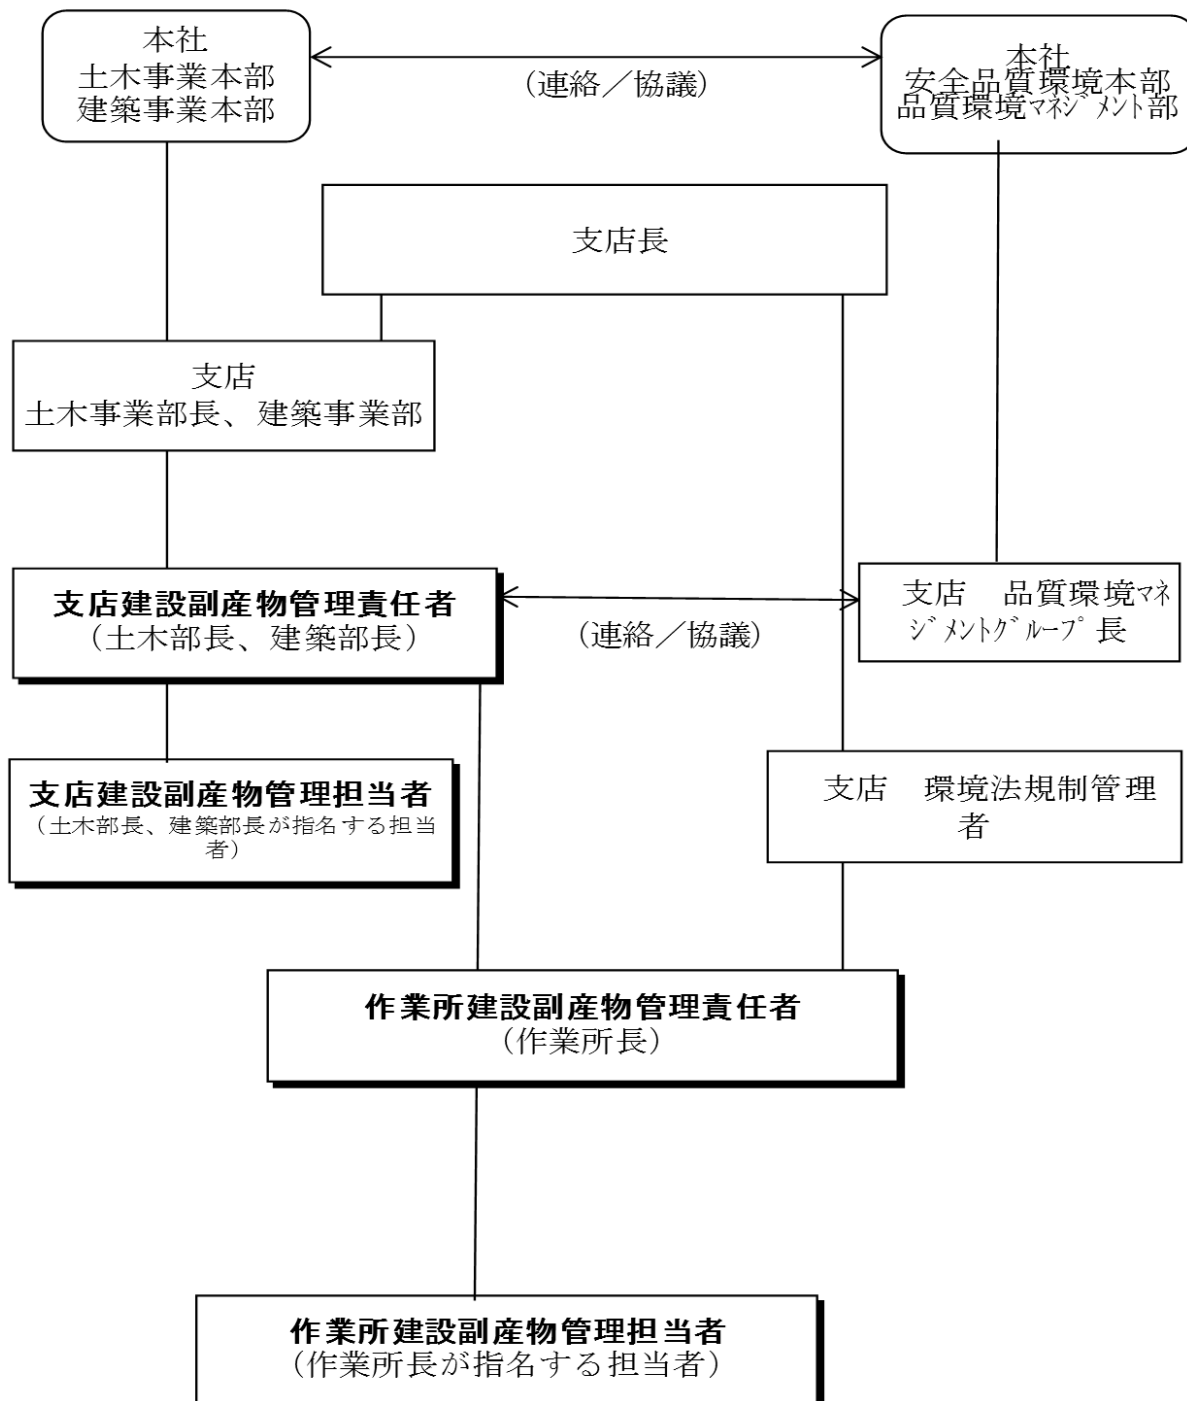 本社
土木事業本部
建築事業本部
(連絡／協議)
本社
安全品質環境本部
品質環境ﾏﾈｼﾞﾒﾝﾄ部
支店長
支店
土木事業部長、建築事業部
支店建設副産物管理責任者
（土木部長、建築部長）
(連絡／協議)
支店　品質環境ﾏﾈ
ｼﾞﾒﾝﾄｸﾞﾙｰﾌﾟ長
支店建設副産物管理担当者
（土木部長、建築部長が指名する担当
者）
支店　環境法規制管理
者
作業所建設副産物管理責任者
（作業所長）
作業所建設副産物管理担当者
（作業所長が指名する担当者）